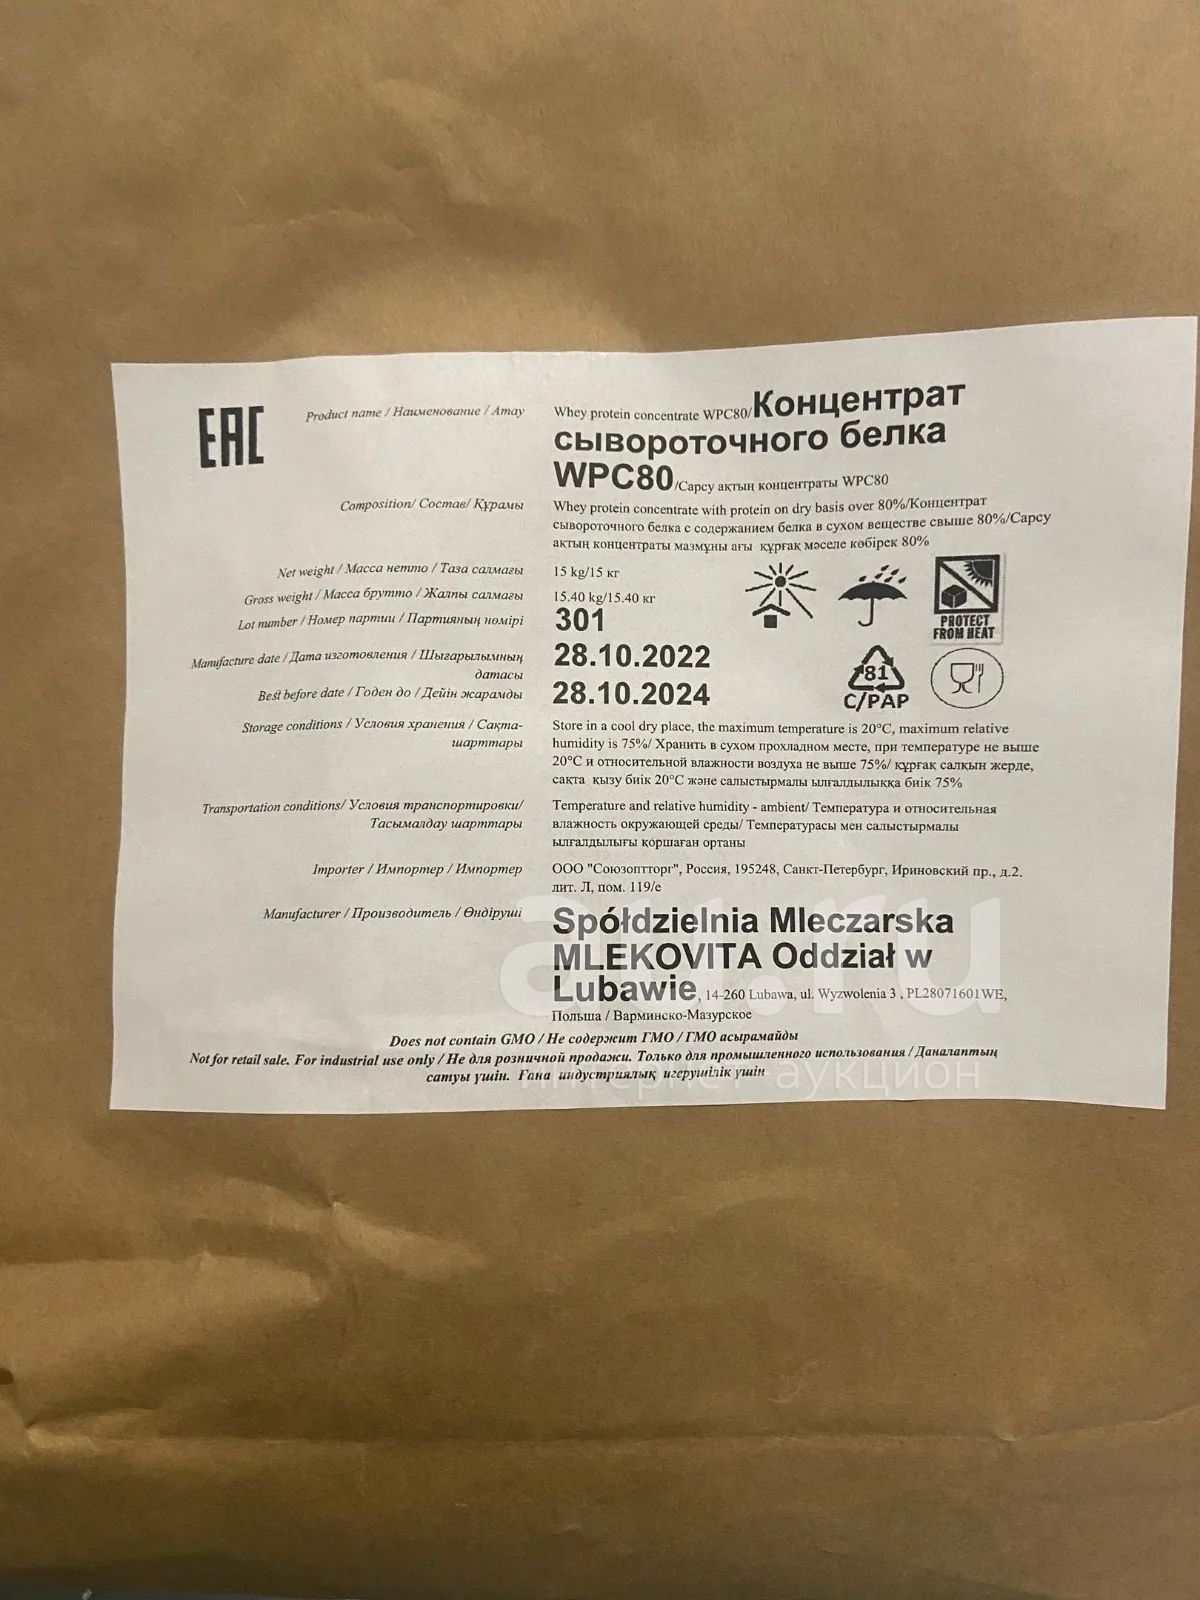 EAC
Product name / Наименование / Атау
Whey protein concentrate WPC80/Концентрат
сывороточного белка
WPC80/Сарсу ақтың концентраты WPC80
Composition/ Состав/ Құрамы
Whey protein concentrate with protein on dry basis over 80%/Концентрат
сывороточного белка с содержанием белка в сухом веществе свыше 80%/Сарсу
ақтың концентраты мазмұны ағы құрғақ мәселе көбірек 80%
Net weight / Масса нетто / Таза салмағы
15 kg/15 кг
Gross weight / Масса брутто / Жалпы салмағы
15.40 kg/15.40 кг
Lot number / Номер партии / Партияның нөмірі
301
Manufacture date / Дата изготовления / Шығарылымның
датасы
28.10.2022
Best before date / Годен до / Дейін жарамды
28.10.2024
PROTECT
FROM HEAT
81
C/PAP
Storage conditions / Условия хранения / Сақта-
шарттары
Store in a cool dry place, the maximum temperature is 20°C, maximum relative
humidity is 75%/ Хранить в сухом прохладном месте, при температуре не выше
20°C и относительной влажности воздуха не выше 75%/ құрғақ салқын жерде,
сақта қызу биік 20°C және салыстырмалы ылғалдылыққа биік 75%
Transportation conditions/ Условия транспортировки/
Тасымалдау шарттары
Temperature and relative humidity - ambient/ Температура и относительная
влажность окружающей среды/ Температурасы мен салыстырмалы
ылғалдылығы қоршаған ортаны
Importer / Импортер / Импортер
ООО "Союзоптторг", Россия, 195248, Санкт-Петербург, Ириновский пр., д.2.
лит. Л, пом. 119/е
Manufacturer / Производитель / Өндіруші
Spółdzielnia Mleczarska
MLEKOVITA Oddział w
Lubawie, 14-260 Lubawa, ul. Wyzwolenia 3 , PL28071601WE,
Польша / Варминско-Мазурское
Does not contain GMO / Не содержит ГМО / ГМО асырамайды
Not for retail sale. For industrial use only / Не для розничной продажи. Только для промышленного использования / Даналаптың
сатуы үшін. Ғана индустриялық игерушілік үшін
au.ru
интернет-аукцион